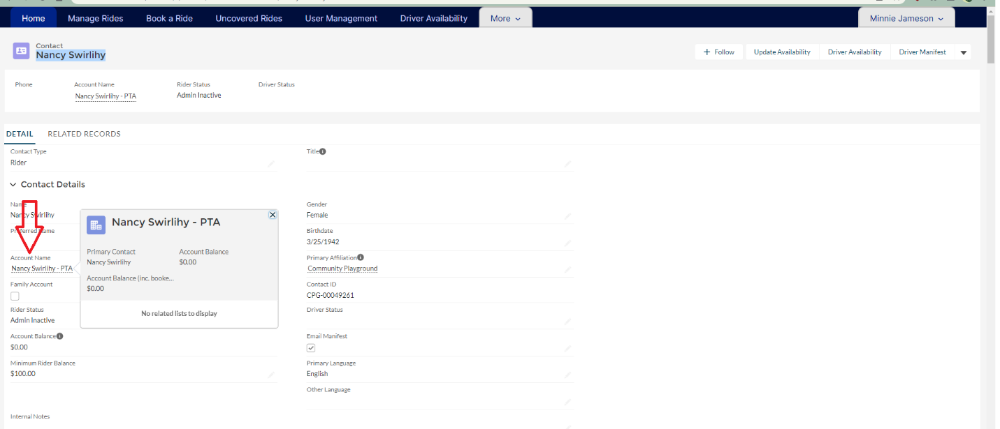 Home Manage Rides Book a Ride Uncovered Rides User Management Driver Availability More Minnie Jameson
Contact
Nancy Swirlihy
Follow Update Availability Driver Availability Driver Manifest
Phone Account Name Rider Status Driver Status
Nancy Swirlihy - PTA Admin Inactive
DETAIL RELATED RECORDS
Contact Type
Rider
Title
Contact Details
Name
Nancy Swirlihy
Preferred Name
Account Name
Nancy Swirlihy - PTA
Family Account
Rider Status
Admin Inactive
Account Balance
$0.00
Minimum Rider Balance
$100.00
Internal Notes
Nancy Swirlihy - PTA
Primary Contact Account Balance
Nancy Swirlihy $0.00
Account Balance (inc. booke...
$0.00
No related lists to display
Gender
Female
Birthdate
3/25/1942
Primary Affiliation
Community Playground
Contact ID
CPG-00049261
Driver Status
Email Manifest
Primary Language
English
Other Language